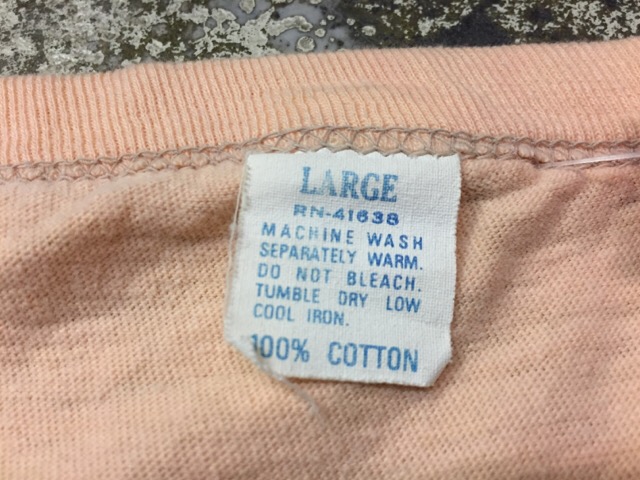 LARGE
RN-41638
MACHINE WASH
SEPARATELY WARM.
DO NOT BLEACH.
TUMBLE DRY LOW
COOL IRON.
100% COTTON